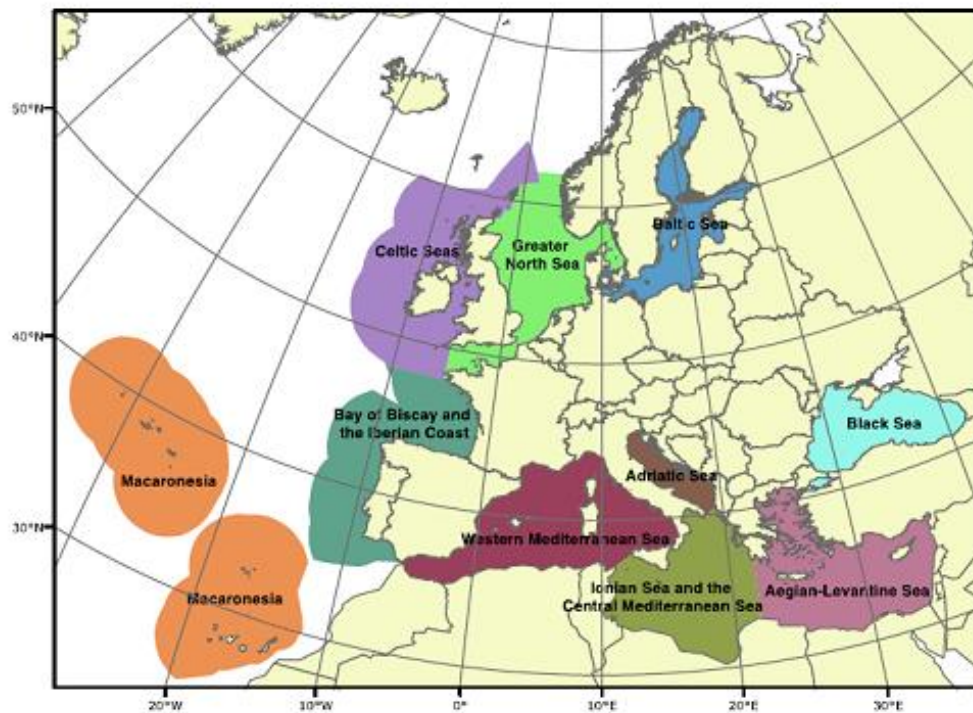 50°N
Celtic Seas
Greater
North Sea
Balt c Sea
40°N
Bay of Biscay and
the Iberian Coast
Black Sea
Macaronesia
Adriatic Sea
30°N
Western Mediterranean Sea
Macaronesia
Ionian Sea and the
Central Mediterranean Sea
Aegian-Levantine Sea
20°W
10°W
0°
10°E
20°E
30°E